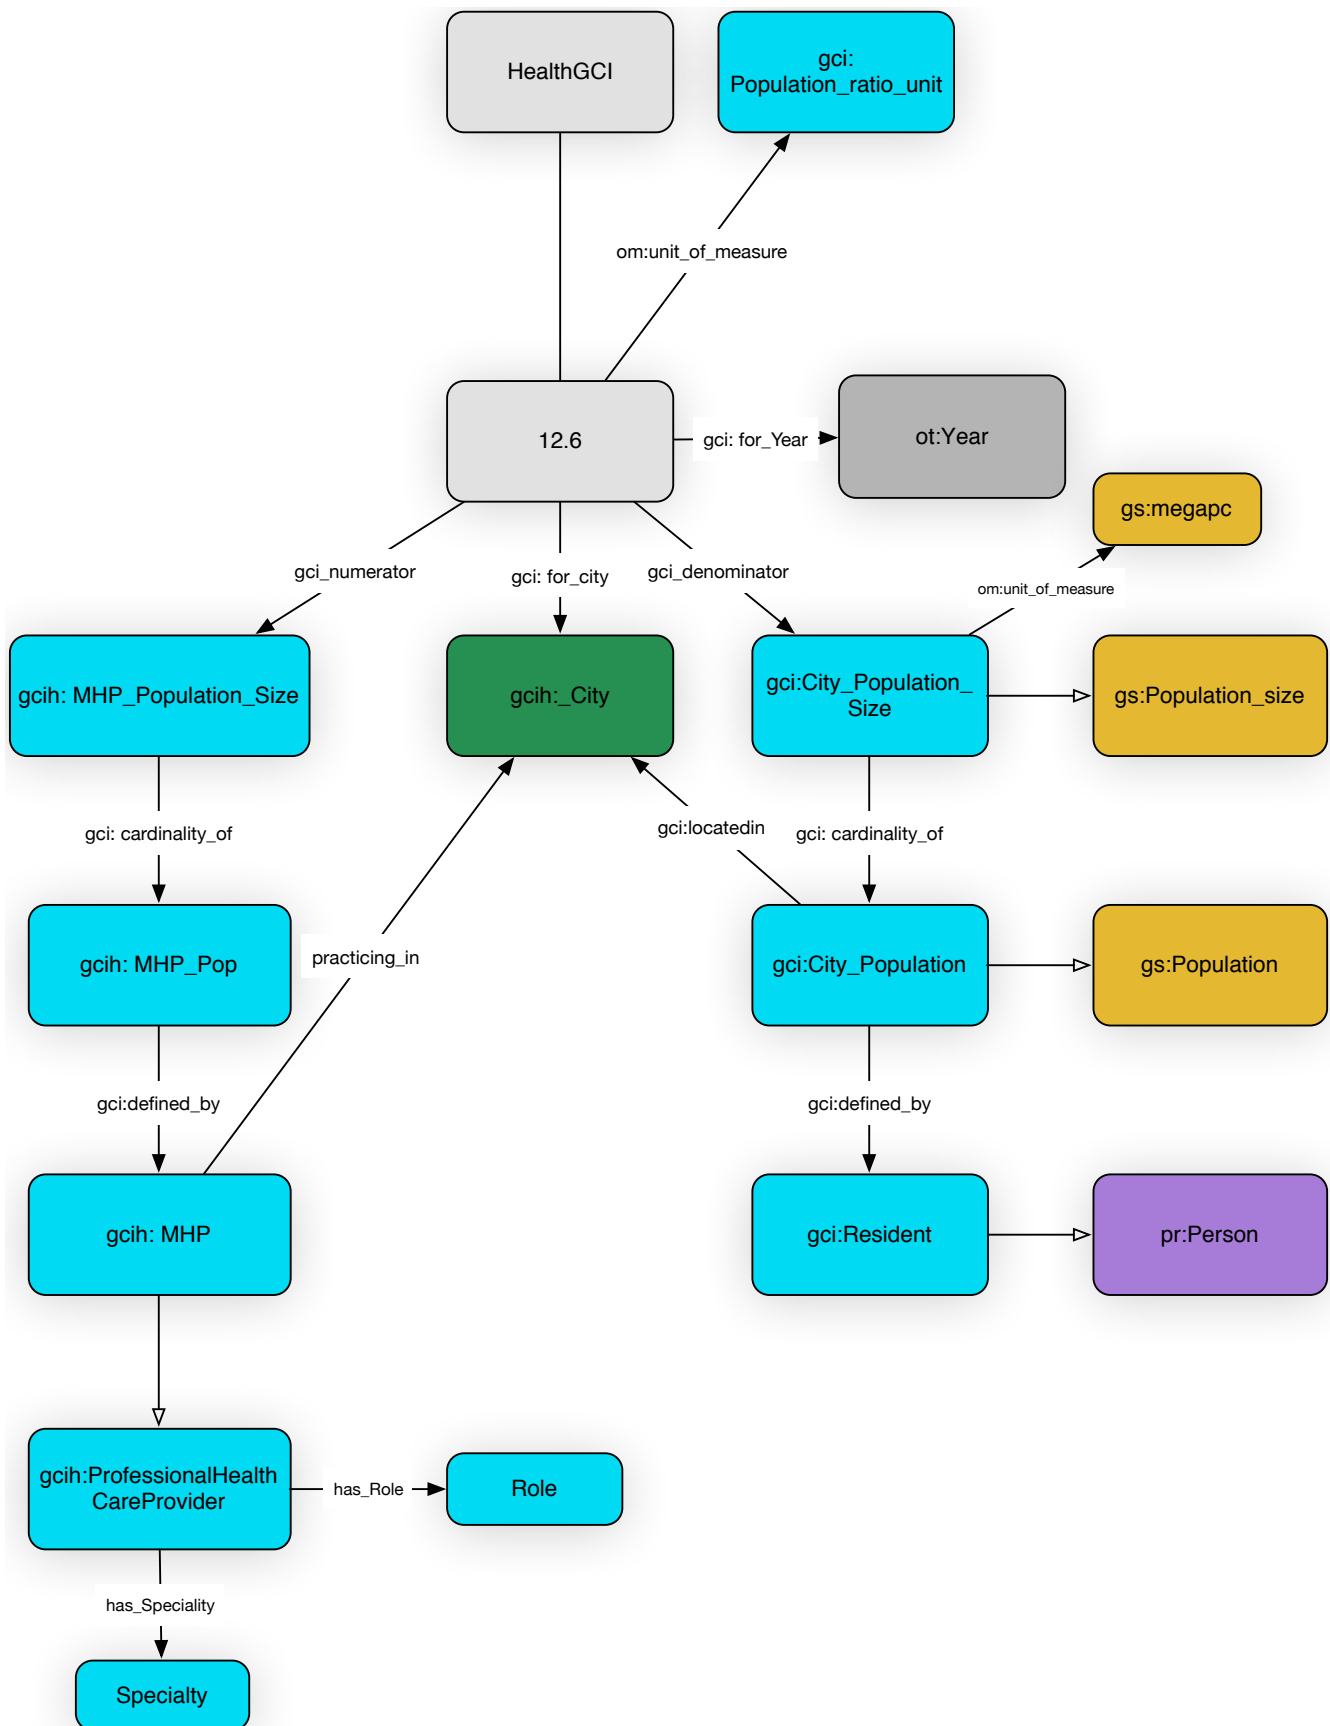 HealthGCI
gci:
Population_ratio_unit
om:unit_of_measure
12.6
gci: for_Year
ot:Year
gs:megapc
gci_numerator
gci: for_city
gci_denominator
om:unit_of_measure
gcih: MHP_Population_Size
gcih:_City
gci:City_Population_
Size
gs:Population_size
gci: cardinality_of
gci:locatedin
gci: cardinality_of
gcih: MHP_Pop
practicing_in
gci:City_Population
gs:Population
gci:defined_by
gci:defined_by
gcih: MHP
gci:Resident
pr:Person
gcih:ProfessionalHealth
CareProvider
has_Role
Role
has_Speciality
Specialty